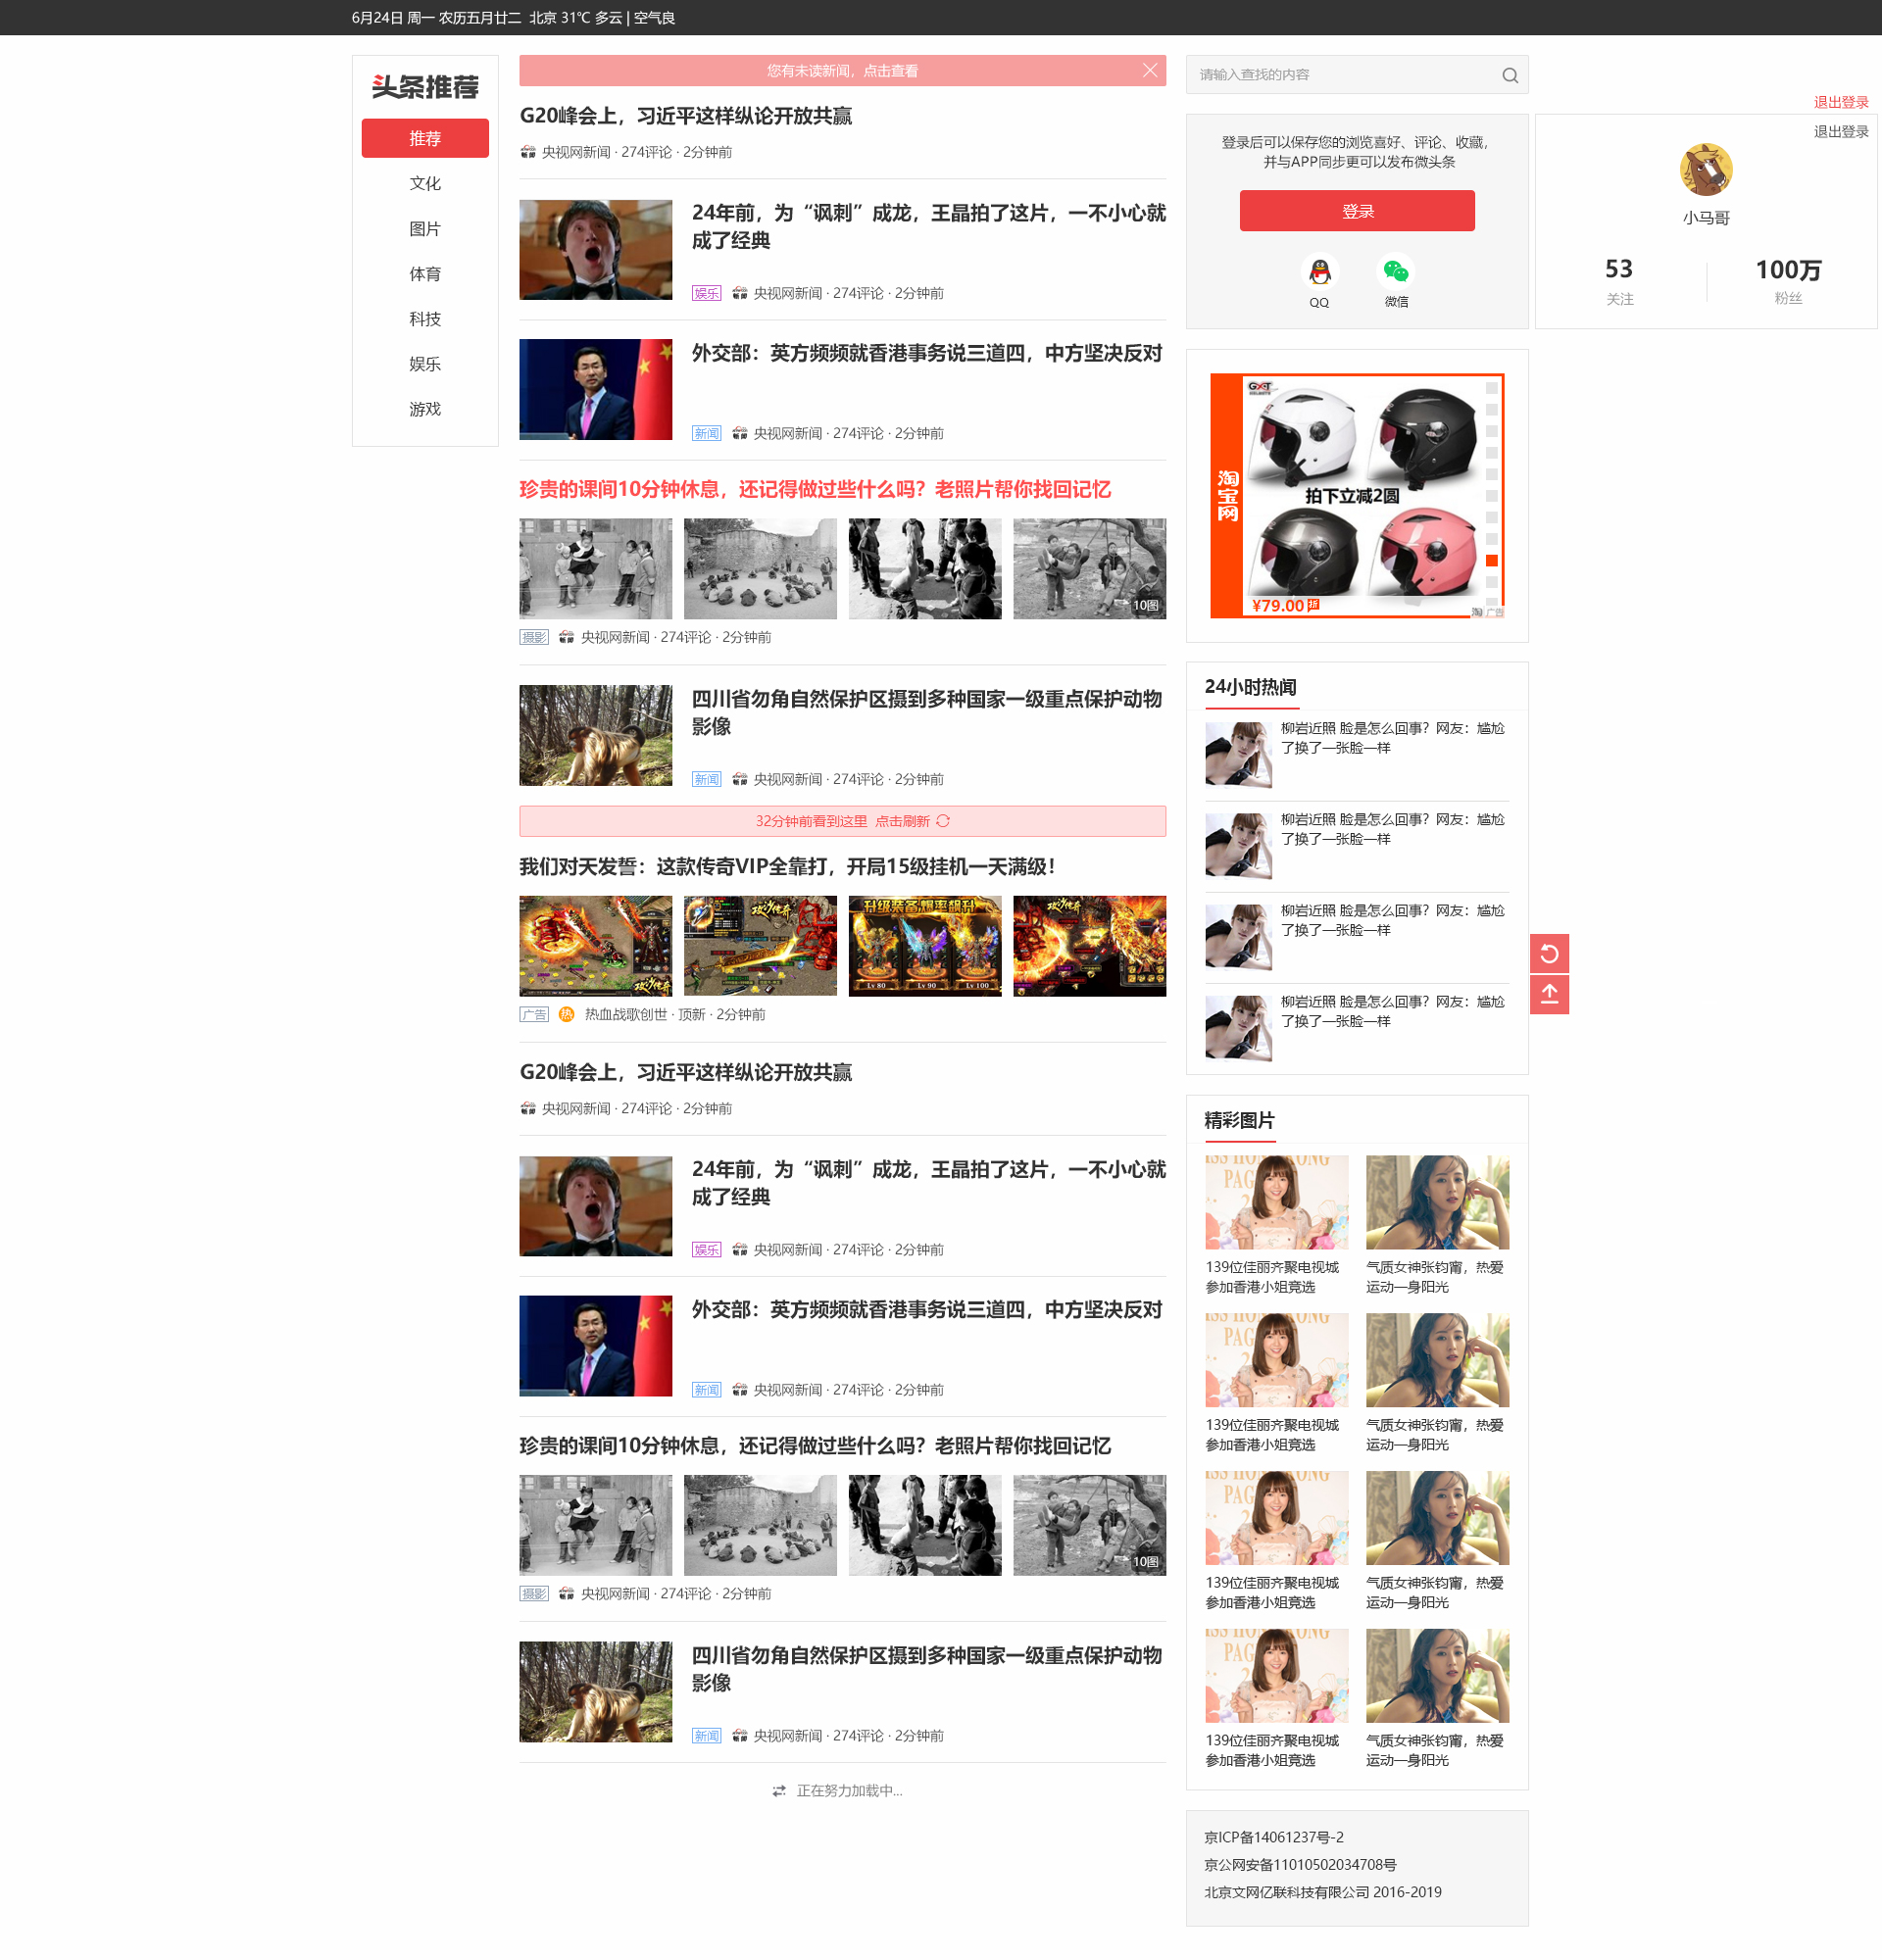 6月24日 周一 农历五月廿二 北京 31℃ 多云 | 空气良
头条推荐
推荐
文化
图片
体育
科技
娱乐
游戏
您有未读新闻，点击查看
G20峰会上，习近平这样纵论开放共赢
央视网新闻 · 274评论 · 2分钟前
24年前，为“讽刺”成龙，王晶拍了这片，一不小心就
成了经典
娱乐 央视网新闻 · 274评论 · 2分钟前
外交部：英方频频就香港事务说三道四，中方坚决反对
新闻 央视网新闻 · 274评论 · 2分钟前
珍贵的课间10分钟休息，还记得做过些什么吗？老照片帮你找回记忆
10图
摄影 央视网新闻 · 274评论 · 2分钟前
四川省勿角自然保护区摄到多种国家一级重点保护动物
影像
新闻 央视网新闻 · 274评论 · 2分钟前
32分钟前看到这里 点击刷新
我们对天发誓：这款传奇VIP全靠打，开局15级挂机一天满级！
攻沙传奇
攻沙传奇
升级装备爆率飙升
Lv 80 Lv 90 Lv 100
攻沙传奇
广告 热 热血战歌创世 · 顶新 · 2分钟前
G20峰会上，习近平这样纵论开放共赢
央视网新闻 · 274评论 · 2分钟前
24年前，为“讽刺”成龙，王晶拍了这片，一不小心就
成了经典
娱乐 央视网新闻 · 274评论 · 2分钟前
外交部：英方频频就香港事务说三道四，中方坚决反对
新闻 央视网新闻 · 274评论 · 2分钟前
珍贵的课间10分钟休息，还记得做过些什么吗？老照片帮你找回记忆
10图
摄影 央视网新闻 · 274评论 · 2分钟前
四川省勿角自然保护区摄到多种国家一级重点保护动物
影像
新闻 央视网新闻 · 274评论 · 2分钟前
正在努力加载中...
请输入查找的内容
登录后可以保存您的浏览喜好、评论、收藏，
并与APP同步更可以发布微头条
登录
QQ 微信
退出登录
退出登录
小马哥
53 100万
关注 粉丝
GXT
淘宝网
拍下立减2圆
¥79.00
淘 广告
24小时热闻
柳岩近照 脸是怎么回事？网友：尴尬
了换了一张脸一样
柳岩近照 脸是怎么回事？网友：尴尬
了换了一张脸一样
柳岩近照 脸是怎么回事？网友：尴尬
了换了一张脸一样
柳岩近照 脸是怎么回事？网友：尴尬
了换了一张脸一样
精彩图片
139位佳丽齐聚电视城
参加香港小姐竞选
气质女神张钧甯，热爱
运动一身阳光
139位佳丽齐聚电视城
参加香港小姐竞选
气质女神张钧甯，热爱
运动一身阳光
139位佳丽齐聚电视城
参加香港小姐竞选
气质女神张钧甯，热爱
运动一身阳光
139位佳丽齐聚电视城
参加香港小姐竞选
气质女神张钧甯，热爱
运动一身阳光
京ICP备14061237号-2
京公网安备11010502034708号
北京文网亿联科技有限公司 2016-2019